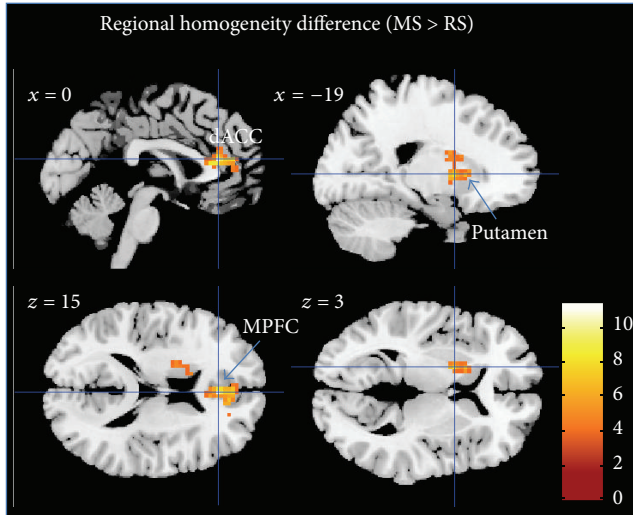 Regional homogeneity difference (MS > RS)
x = 0
x = −19
dACC
Putamen
z = 15
z = 3
MPFC
10
8
6
4
2
0